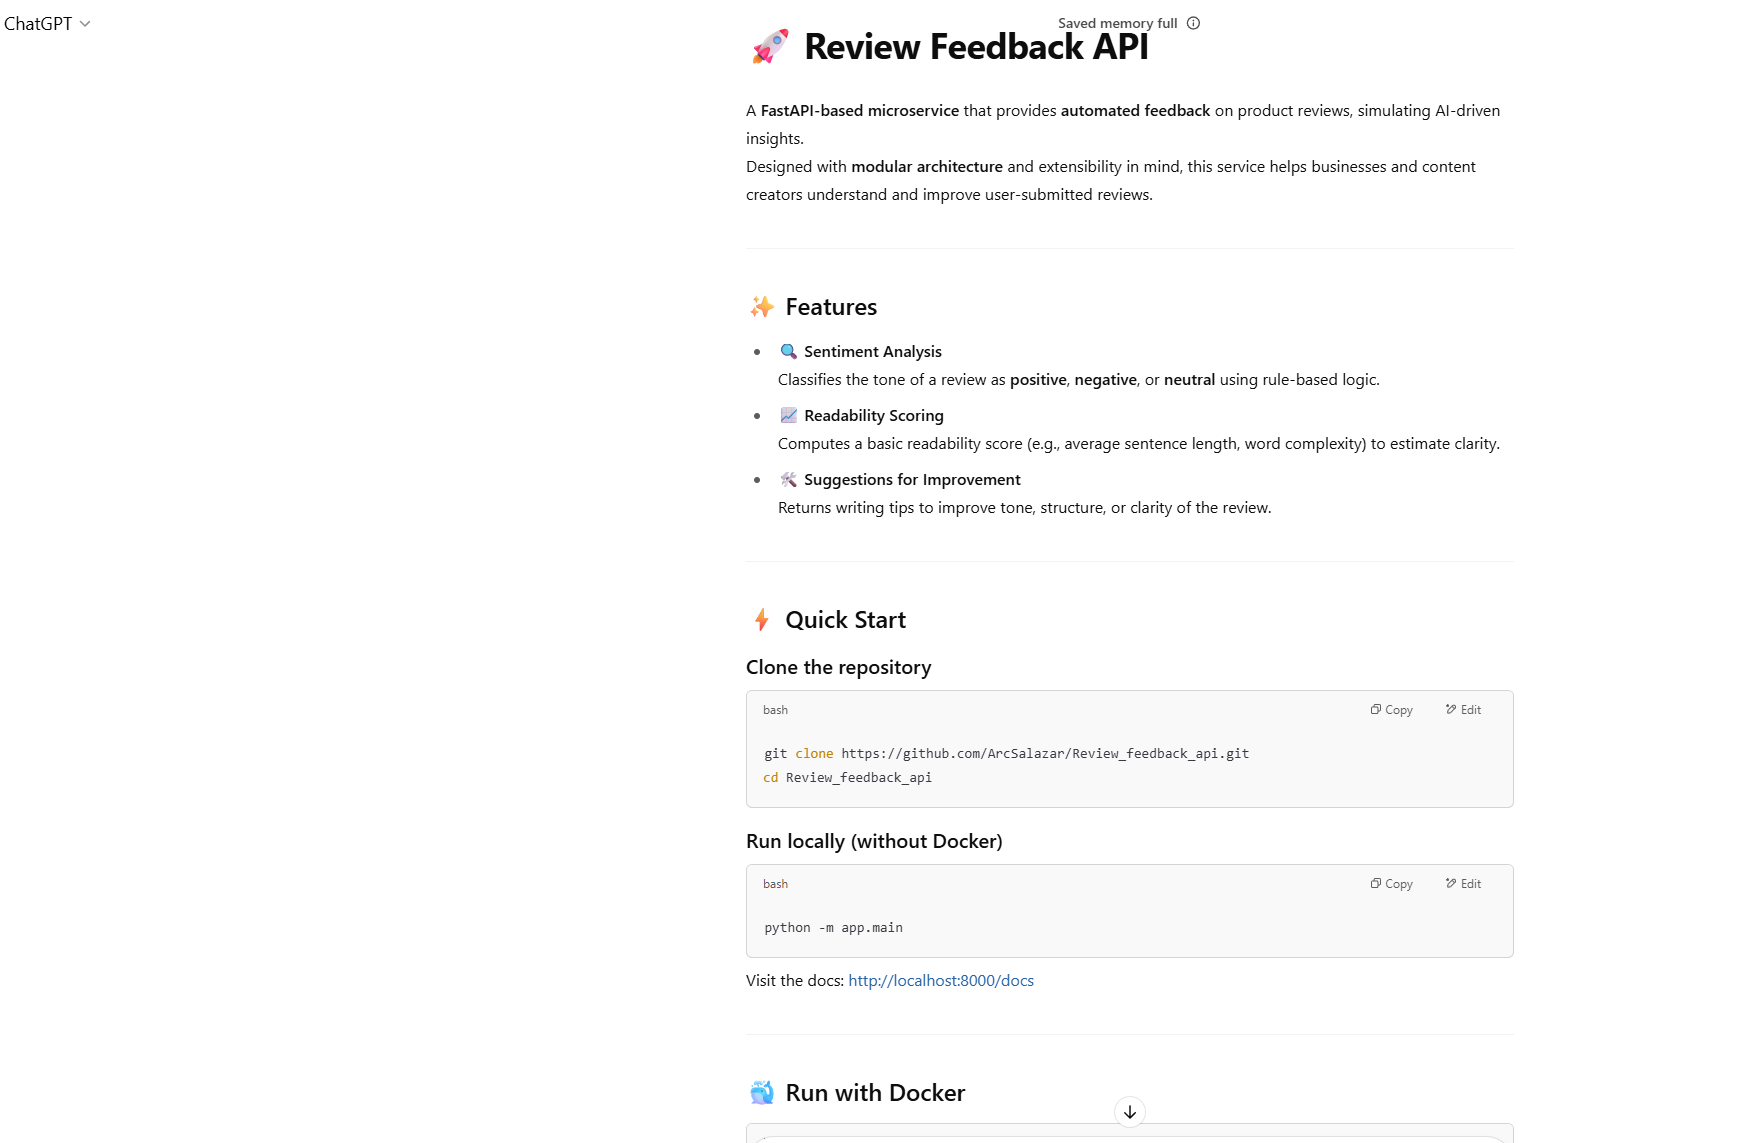 ChatGPT
Saved memory full
🚀 Review Feedback API
A FastAPI-based microservice that provides automated feedback on product reviews, simulating AI-driven
insights.
Designed with modular architecture and extensibility in mind, this service helps businesses and content
creators understand and improve user-submitted reviews.
✨ Features
• 🔍 Sentiment Analysis
Classifies the tone of a review as positive, negative, or neutral using rule-based logic.
• 📈 Readability Scoring
Computes a basic readability score (e.g., average sentence length, word complexity) to estimate clarity.
• 🛠 Suggestions for Improvement
Returns writing tips to improve tone, structure, or clarity of the review.
⚡ Quick Start
Clone the repository
bash Copy Edit
git clone https://github.com/ArcSalazar/Review_feedback_api.git
cd Review_feedback_api
Run locally (without Docker)
bash Copy Edit
python -m app.main
Visit the docs: http://localhost:8000/docs
🐳 Run with Docker